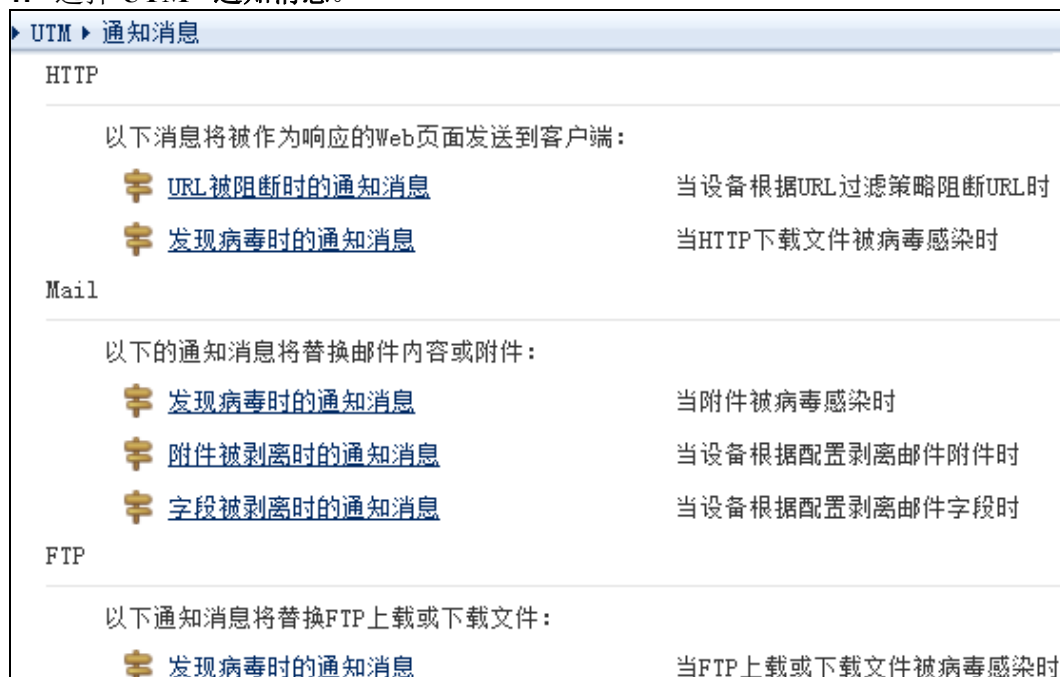 UTM 通知消息
HTTP
以下消息将被作为响应的Web页面发送到客户端：
URL被阻断时的通知消息 当设备根据URL过滤策略阻断URL时
发现病毒时的通知消息 当HTTP下载文件被病毒感染时
Mail
以下的通知消息将替换邮件内容或附件：
发现病毒时的通知消息 当附件被病毒感染时
附件被剥离时的通知消息 当设备根据配置剥离邮件附件时
字段被剥离时的通知消息 当设备根据配置剥离邮件字段时
FTP
以下通知消息将替换FTP上载或下载文件：
发现病毒时的通知消息 当FTP上载或下载文件被病毒感染时